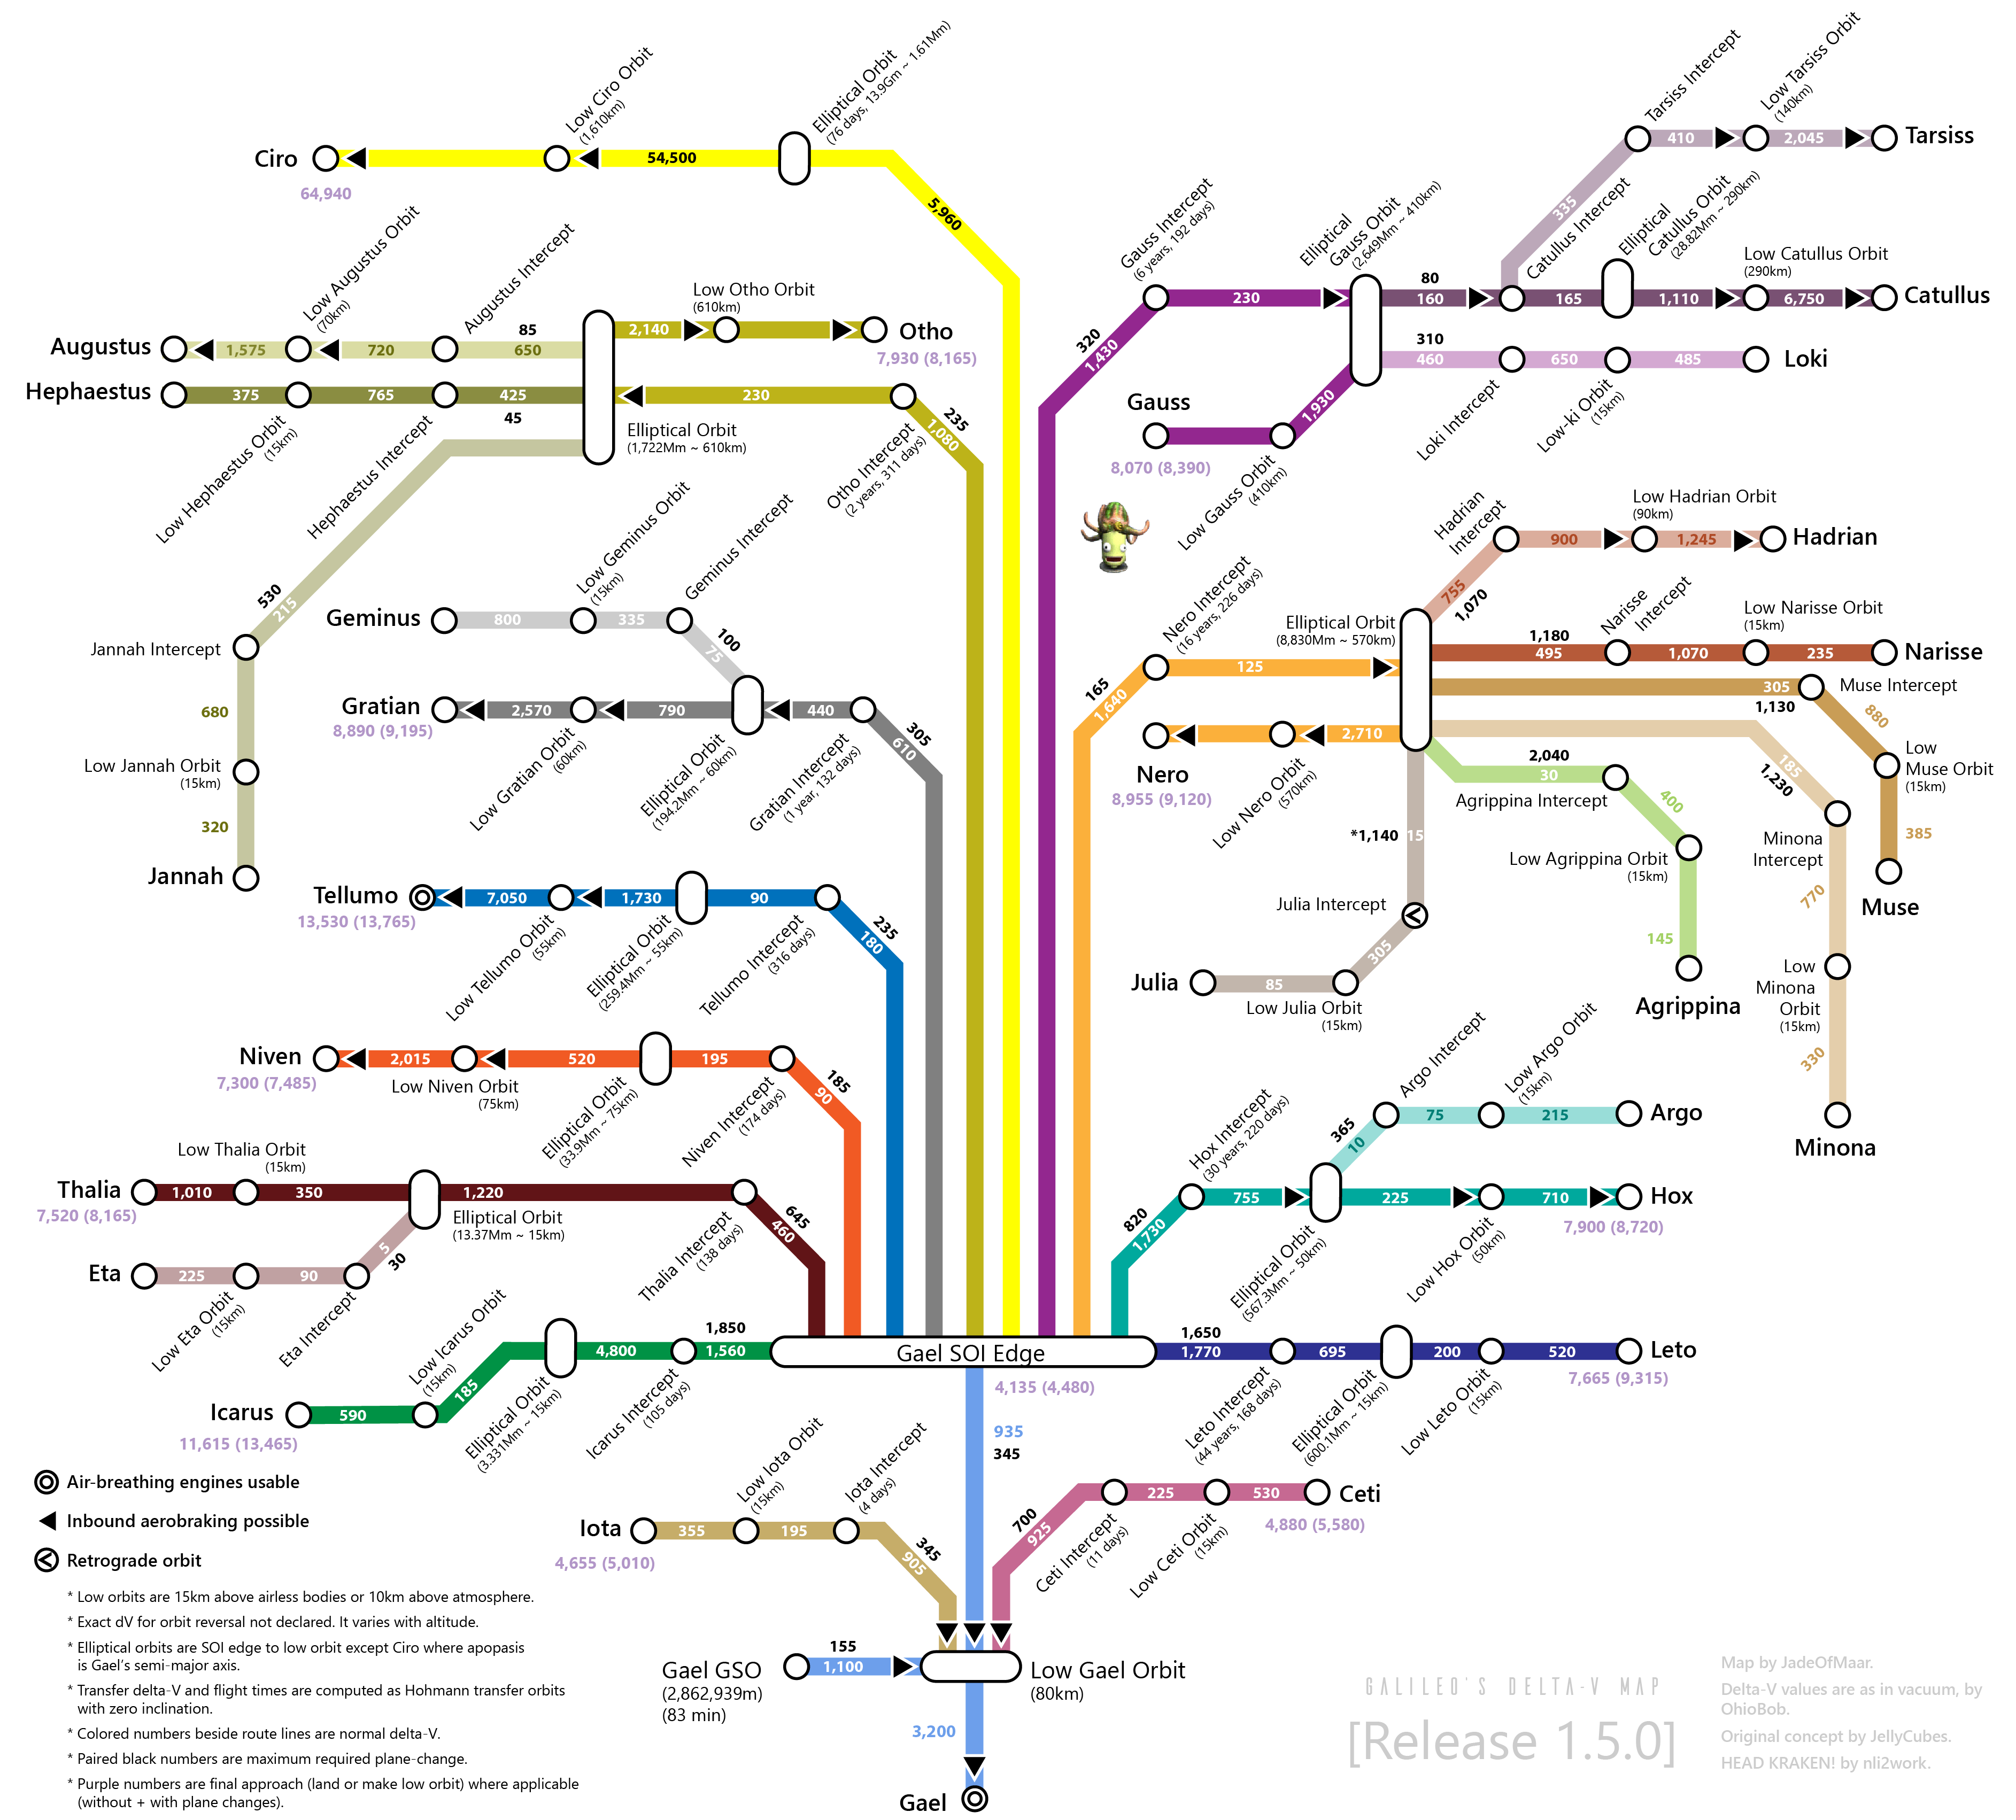 Ciro
64,940
Low Ciro Orbit
(1,610km)
54,500
Elliptical Orbit
(76 days, 13.9Gm ~ 1.61Mm)
5,960
Augustus
1,575
Low Augustus Orbit
(70km)
720
Augustus Intercept
85
650
2,140
Low Otho Orbit
(610km)
Otho
7,930 (8,165)
Hephaestus
375
Low Hephaestus Orbit
(15km)
765
Hephaestus Intercept
425
45
Elliptical Orbit
(1,722Mm ~ 610km)
230
Otho Intercept
(2 years, 311 days)
235
1,080
530
215
Jannah Intercept
680
Low Jannah Orbit
(15km)
320
Jannah
Geminus
800
Low Geminus Orbit
(15km)
335
Geminus Intercept
100
75
Gratian
8,890 (9,195)
2,570
Low Gratian Orbit
(60km)
790
Elliptical Orbit
(194.2Mm ~ 60km)
440
Gratian Intercept
(1 year, 132 days)
305
610
Tellumo
13,530 (13,765)
7,050
Low Telllumo Orbit
(55km)
1,730
Elliptical Orbit
(259.4Mm ~ 55km)
90
Tellumo Intercept
(316 days)
235
180
Niven
7,300 (7,485)
2,015
Low Niven Orbit
(75km)
520
Elliptical Orbit
(33.9Mm ~ 75km)
195
Niven Intercept
(174 days)
185
90
Thalia
7,520 (8,165)
1,010
Low Thalia Orbit
(15km)
350
Elliptical Orbit
(13.37Mm ~ 15km)
1,220
Thalia Intercept
(138 days)
645
460
Eta
225
Low Eta Orbit
(15km)
90
Eta Intercept
5
30
Icarus
11,615 (13,465)
590
Low Icarus Orbit
(15km)
185
Elliptical Orbit
(3.331Mm ~ 15km)
4,800
Icarus Intercept
(105 days)
1,850
1,560
Gael SOI Edge
4,135 (4,480)
935
345
Tarsiss Intercept
410
Low Tarsiss Orbit
(140km)
2,045
Tarsiss
335
Gauss Intercept
(6 years, 192 days)
320
1,430
230
Elliptical
Gauss Orbit
(2,649Mm ~ 410km)
80
160
Catullus Intercept
165
Elliptical
Catullus Orbit
(28.82Mm ~ 290km)
1,110
Low Catullus Orbit
(290km)
6,750
Catullus
310
460
Loki Intercept
650
Low-ki Orbit
(15km)
485
Loki
Gauss
8,070 (8,390)
1,930
Low Gauss Orbit
(410km)
Nero Intercept
(16 years, 226 days)
165
1,640
125
Elliptical Orbit
(8,830Mm ~ 570km)
Hadrian
Intercept
755
1,070
900
Low Hadrian Orbit
(90km)
1,245
Hadrian
1,180
495
Narisse
Intercept
1,070
Low Narisse Orbit
(15km)
235
Narisse
305
1,130
Muse Intercept
880
Low
Muse Orbit
(15km)
385
Muse
185
1,230
Minona
Intercept
770
Low
Minona
Orbit
(15km)
330
Minona
2,040
30
Agrippina Intercept
400
Low Agrippina Orbit
(15km)
145
Agrippina
Nero
8,955 (9,120)
2,710
Low Nero Orbit
(570km)
*1,140
15
Julia Intercept
305
Low Julia Orbit
(15km)
85
Julia
Hox Intercept
(30 years, 220 days)
820
1,730
755
Elliptical Orbit
(567.3Mm ~ 50km)
365
10
Argo Intercept
75
Low Argo Orbit
(15km)
215
Argo
225
Low Hox Orbit
(50km)
710
Hox
7,900 (8,720)
1,650
1,770
Leto Intercept
(44 years, 168 days)
695
Elliptical Orbit
(600.1Mm ~ 15km)
200
Low Leto Orbit
(15km)
520
Leto
7,665 (9,315)
Iota
4,655 (5,010)
355
Low Iota Orbit
(15km)
195
Iota Intercept
(4 days)
345
905
700
925
Ceti Intercept
(11 days)
225
Low Ceti Orbit
(15km)
530
Ceti
4,880 (5,580)
Gael GSO
(2,862,939m)
(83 min)
155
1,100
Low Gael Orbit
(80km)
3,200
Gael
Air-breathing engines usable
Inbound aerobraking possible
Retrograde orbit
* Low orbits are 15km above airless bodies or 10km above atmosphere.
* Exact dV for orbit reversal not declared. It varies with altitude.
* Elliptical orbits are SOI edge to low orbit except Ciro where apopasis
is Gael's semi-major axis.
* Transfer delta-V and flight times are computed as Hohmann transfer orbits
with zero inclination.
* Colored numbers beside route lines are normal delta-V.
* Paired black numbers are maximum required plane-change.
* Purple numbers are final approach (land or make low orbit) where applicable
(without + with plane changes).
GALILEO'S DELTA-V MAP
[Release 1.5.0]
Map by JadeOfMaar.
Delta-V values are as in vacuum, by
OhioBob.
Original concept by JellyCubes.
HEAD KRAKEN! by nli2work.